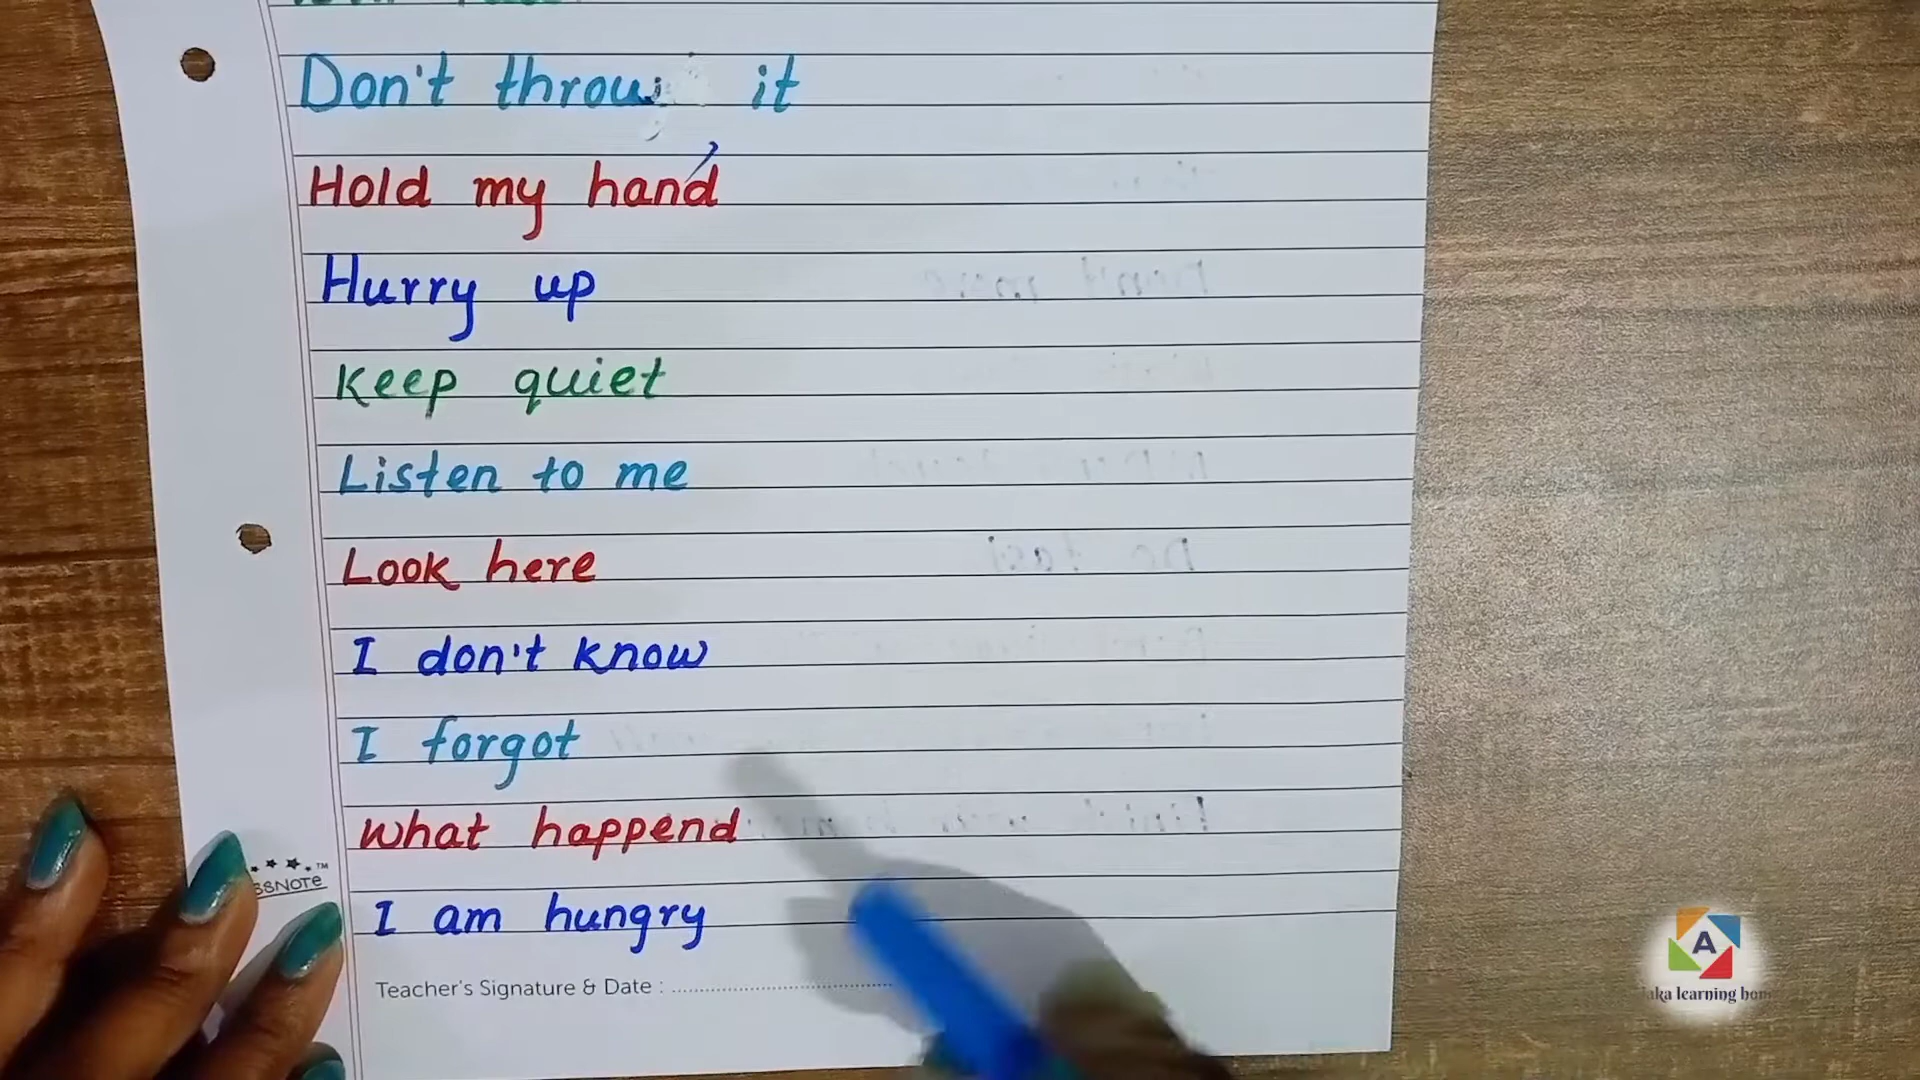 Don't throw it
Hold my hand
Hurry up
Keep quiet
Listen to me
Look here
I don't know
I forgot
What happend
I am hungry
Teacher's Signature & Date :
A
learning